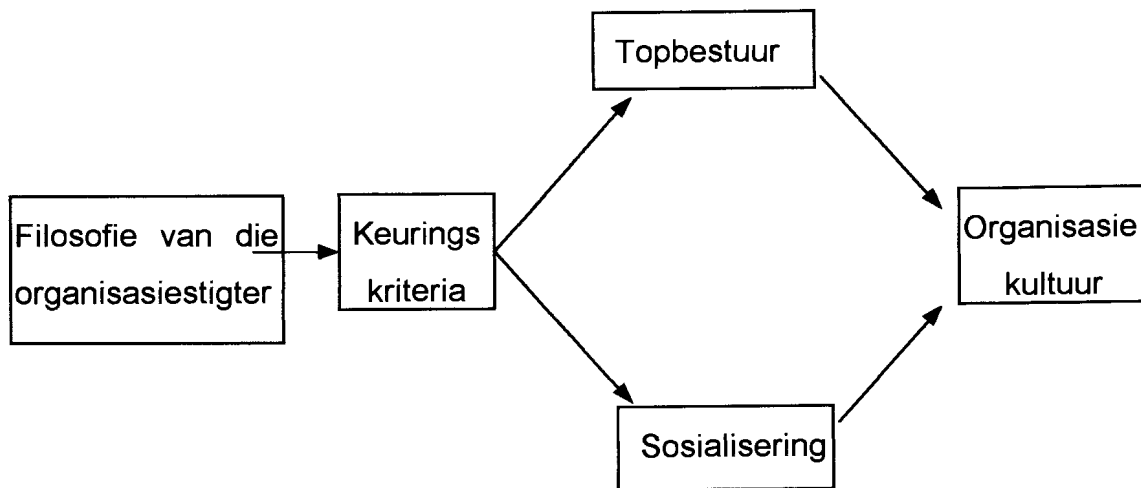 Topbestuur
Filosofie van die
organisasiestigter
Keurings
kriteria
Organisasie
kultuur
Sosialisering